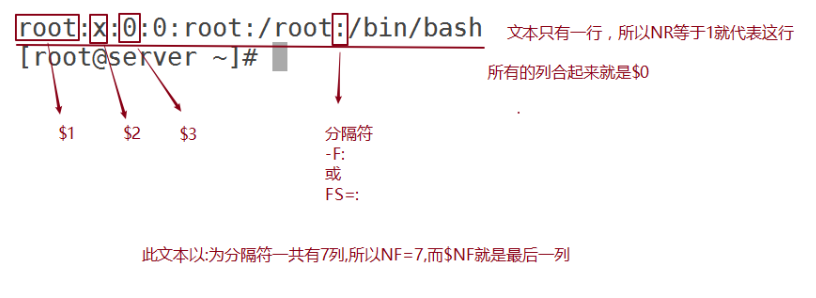 root:x:0:0:root:/root:/bin/bash
文本只有一行，所以NR等于1就代表这行
[root@server ~]#
所有的列合起来就是$0
$1
$2
$3
分隔符
-F:
或
FS=:
此文本以:为分隔符一共有7列,所以NF=7,而$NF就是最后一列